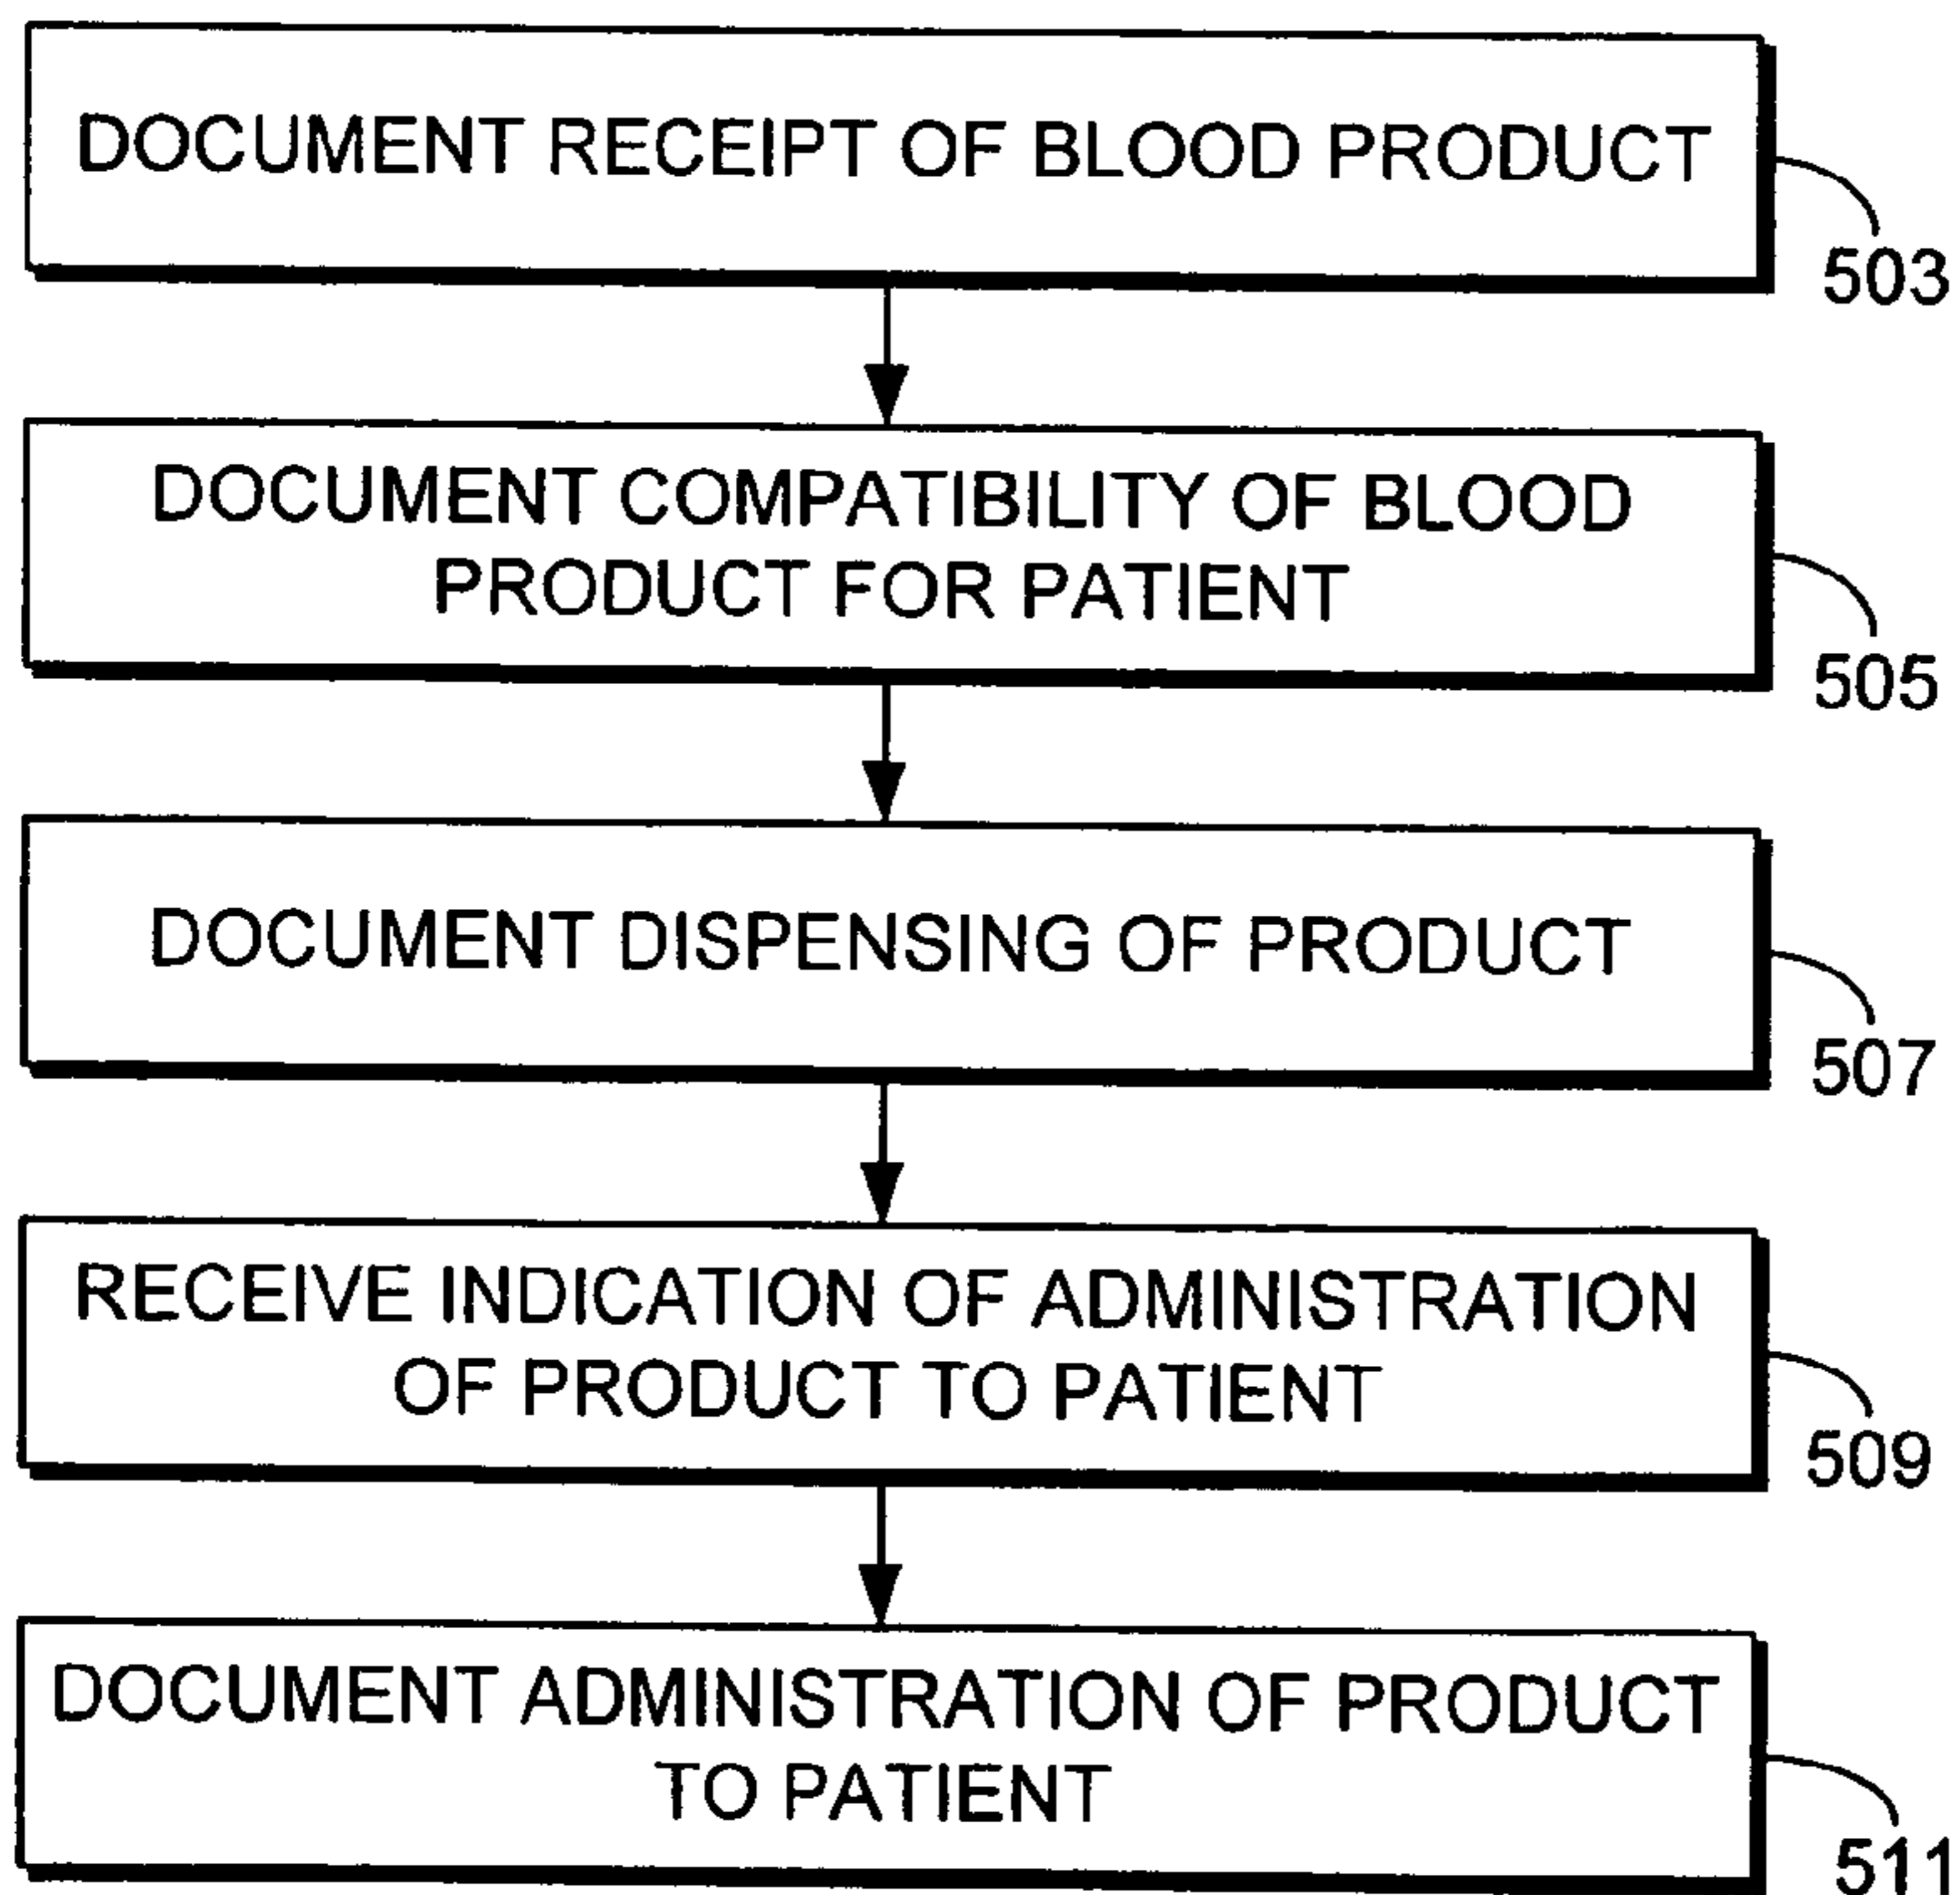 DOCUMENT RECEIPT OF BLOOD PRODUCT
503
DOCUMENT COMPATIBILITY OF BLOOD
PRODUCT FOR PATIENT
505
DOCUMENT DISPENSING OF PRODUCT
507
RECEIVE INDICATION OF ADMINISTRATION
OF PRODUCT TO PATIENT
509
DOCUMENT ADMINISTRATION OF PRODUCT
TO PATIENT
511